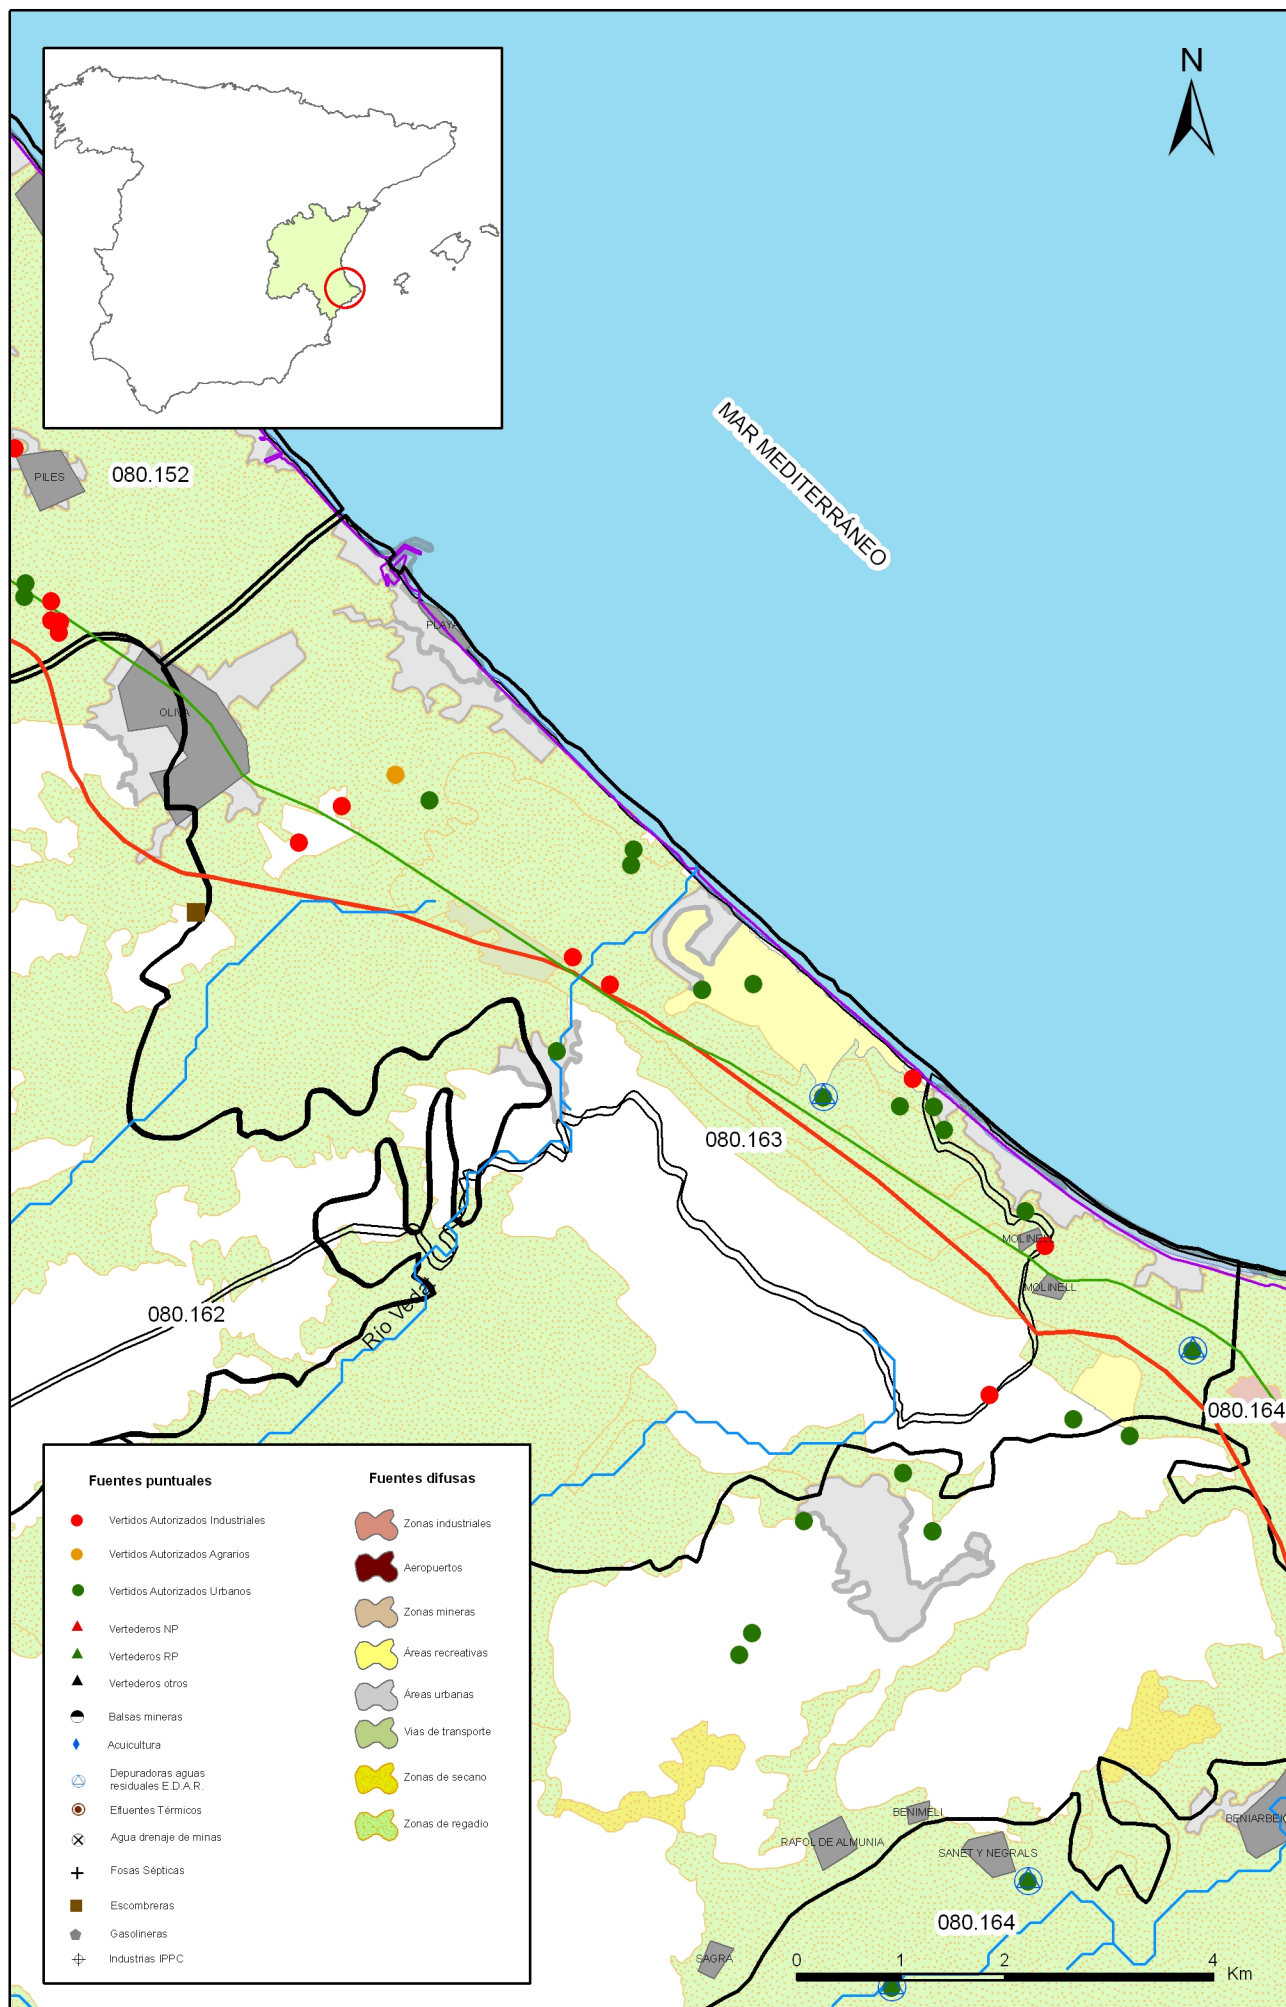 N
MAR MEDITERRÁNEO
PILES
080.152
PLAYA
OLIVA
080.163
MOLINELL
MOLINELL
080.162
Río Vedat
080.164
Fuentes puntuales
Vertidos Autorizados Industriales
Vertidos Autorizados Agrarios
Vertidos Autorizados Urbanos
Vertederos NP
Vertederos RP
Vertederos otros
Balsas mineras
Acuicultura
Depuradoras aguas
residuales E.D.A.R.
Efluentes Térmicos
Agua drenaje de minas
Fosas Sépticas
Escombreras
Gasolineras
Industrias IPPC
Fuentes difusas
Zonas industriales
Aeropuertos
Zonas mineras
Áreas recreativas
Áreas urbanas
Vias de transporte
Zonas de secano
Zonas de regadío
BENIMELI
RAFOL DE ALMUNIA
SANET Y NEGRALS
080.164
SAGRA
0 1 2 4
Km